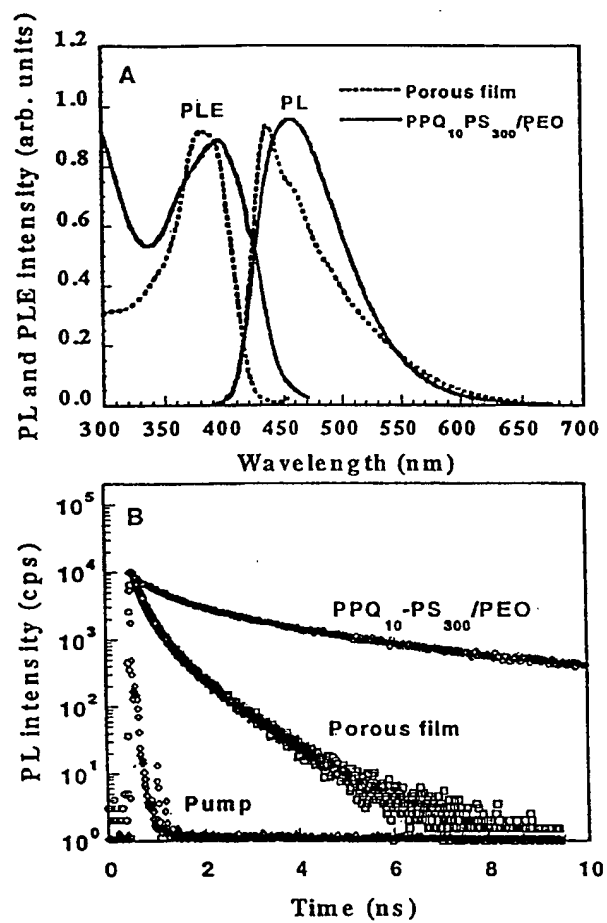 A
PL and PLE intensity (arb. units)
1.2
1.0
0.8
0.6
0.4
0.2
0.0
PLE
PL
Porous film
PPQ10PS300/PEO
300 350 400 450 500 550 600 650 700
Wavelength (nm)
B
PL intensity (cps)
10^5
10^4
10^3
10^2
10^1
10^0
PPQ10-PS300/PEO
Porous film
Pump
0 2 4 6 8 10
Time (ns)